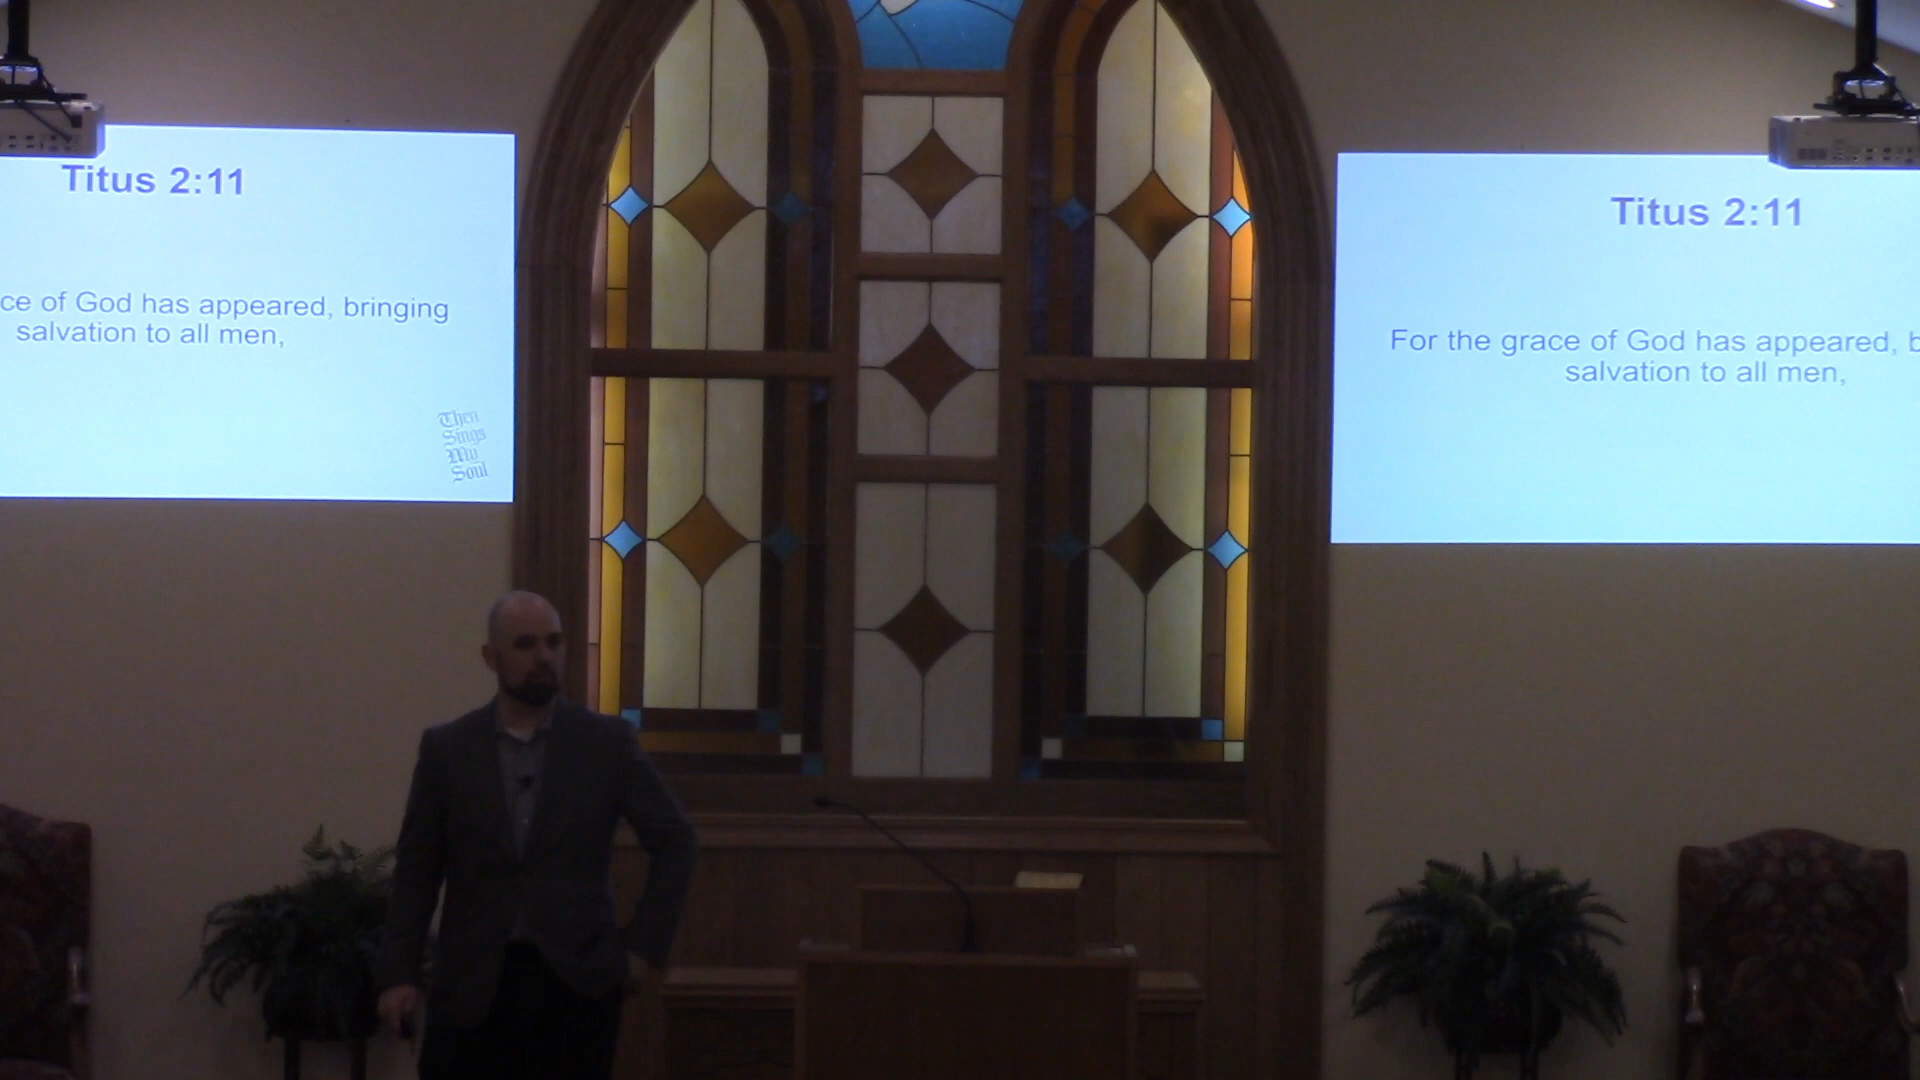 Titus 2:11
ce of God has appeared, bringing
salvation to all men,
Then
Sings
My
Soul
Titus 2:11
For the grace of God has appeared, b
salvation to all men,